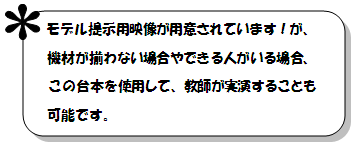 モデル提示用映像が用意されています！が、
機材が揃わない場合やできる人がいる場合、
この台本を使用して、教師が実演することも
可能です。